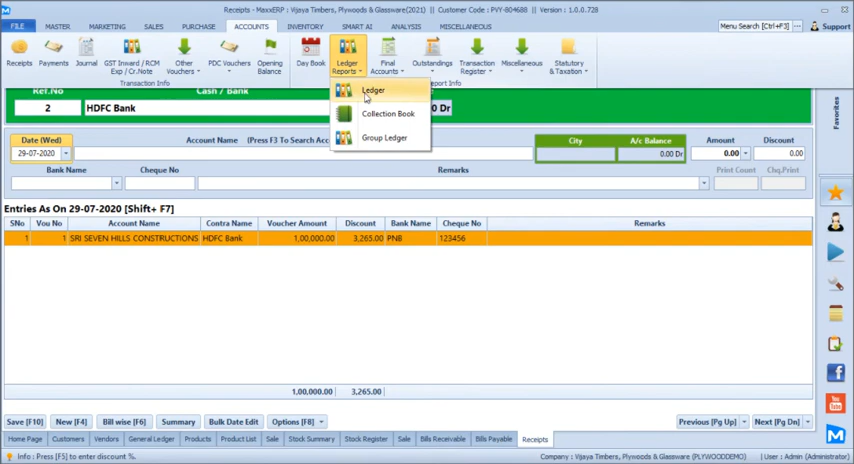 Receipts - MaxxERP : Vijaya Timbers, Plywoods & Glassware(2021) || Customer Code : PVY-804688 || Version : 1.0.0.728
FILE MASTER MARKETING SALES PURCHASE ACCOUNTS INVENTORY SMART AI ANALYSIS MISCELLANEOUS Menu Search [Ctrl+F3] ... Support
Receipts Payments Journal GST Inward / RCM Other PDC Vouchers Opening Day Book Ledger Final Outstandings Transaction Miscellaneous Statutory
Exp / Cr.Note Vouchers Balance Reports Accounts Register & Taxation
Transaction Info ort Info
Ref.No Cash / Bank
2 HDFC Bank 0 Dr
Ledger
Collection Book
Group Ledger
Favorites
Date (Wed) Account Name (Press F3 To Search Acc City A/c Balance Amount Discount
29-07-2020 0.00 Dr 0.00 0.00
Bank Name Cheque No Remarks Print Count Chq.Print
Entries As On 29-07-2020 [Shift+ F7]
SNo Vou No Account Name Contra Name Voucher Amount Discount Bank Name Cheque No Remarks
1 1 SRI SEVEN HILLS CONSTRUCTIONS HDFC Bank 1,00,000.00 3,265.00 PNB 123456
1,00,000.00 3,265.00
Save [F10] New [F4] Bill wise [F6] Summary Bulk Date Edit Options [F8] Previous [Pg Up] Next [Pg Dn]
Home Page Customers Vendors General Ledger Products Product List Sale Stock Summary Stock Register Sale Bills Receivable Bills Payable Receipts
Info : Press [F5] to enter discount %. Company : Vijaya Timbers, Plywoods & Glassware (PLYWOODDEMO) User : Admin (Administrator)